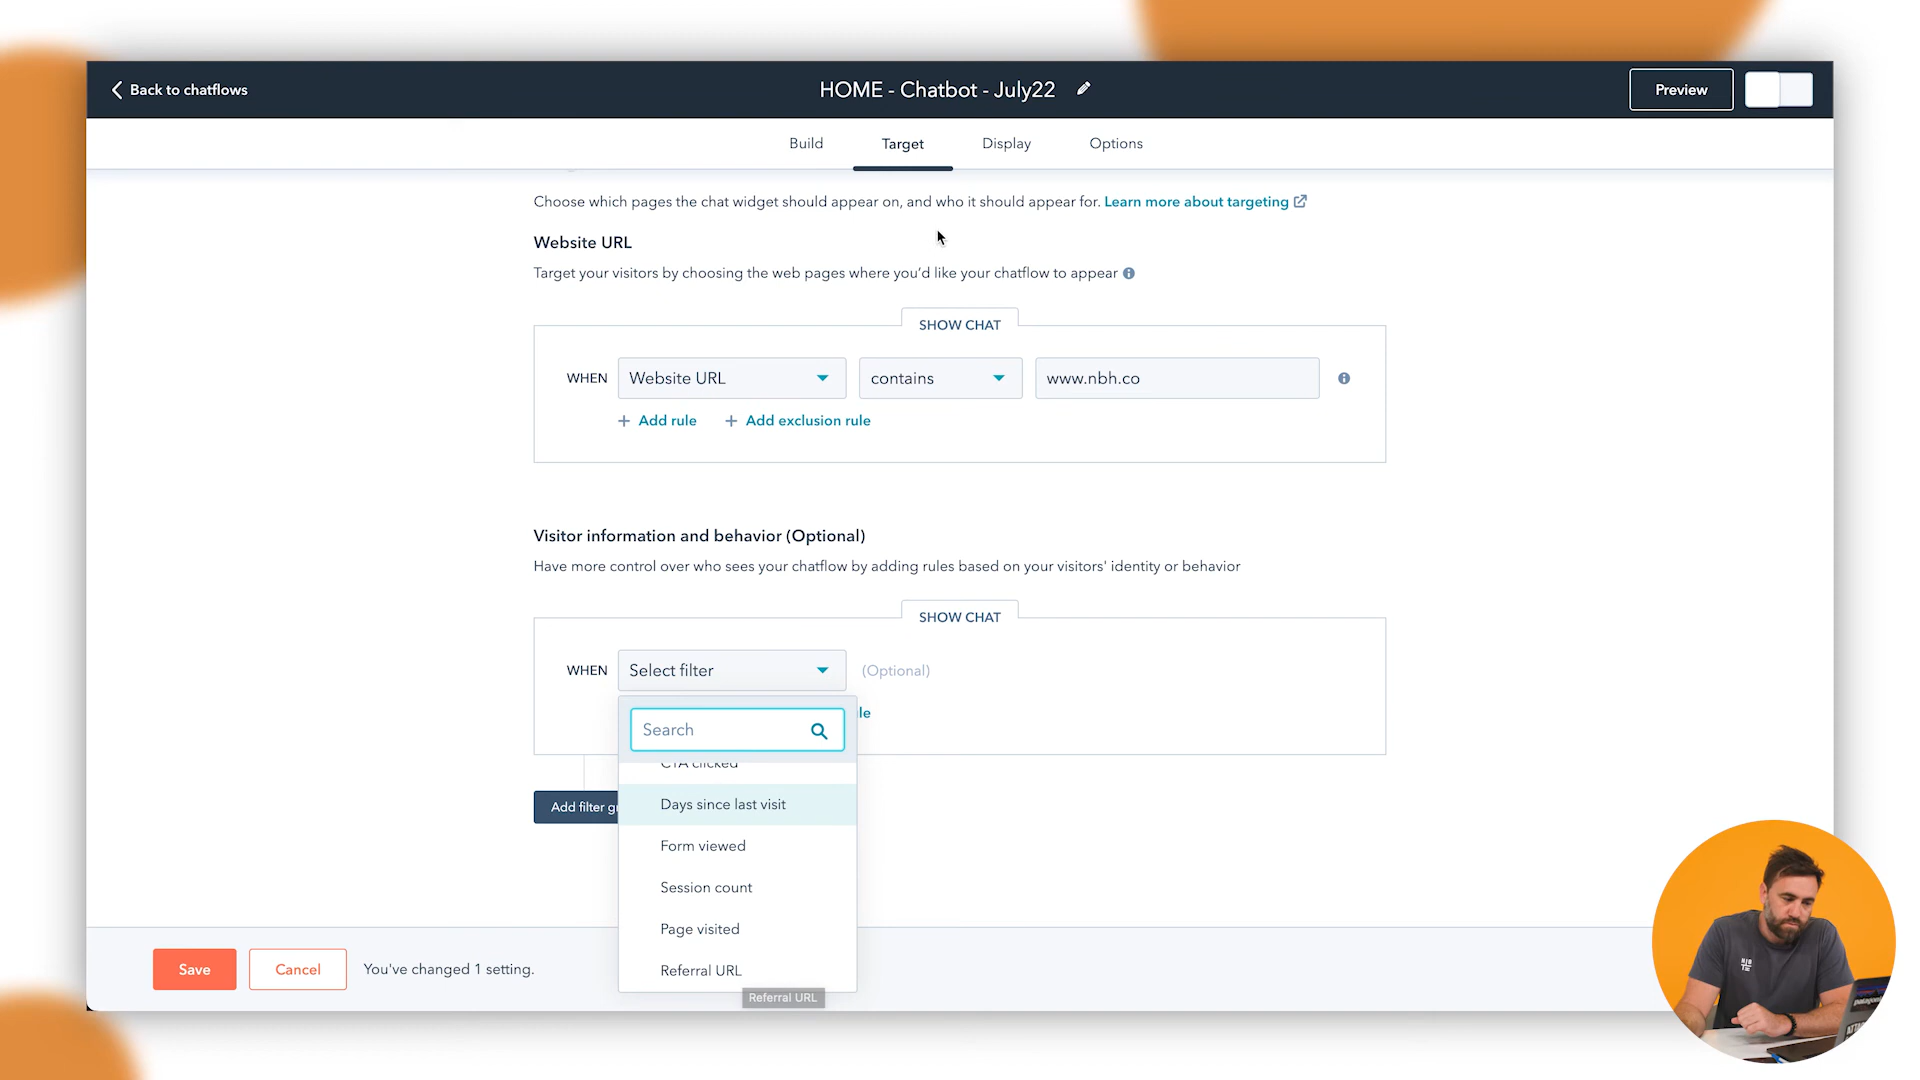 Back to chatflows
HOME - Chatbot - July22
Preview
Build
Target
Display
Options
Choose which pages the chat widget should appear on, and who it should appear for. Learn more about targeting
Website URL
Target your visitors by choosing the web pages where you'd like your chatflow to appear
SHOW CHAT
WHEN
Website URL
contains
www.nbh.co
Add rule
Add exclusion rule
Visitor information and behavior (Optional)
Have more control over who sees your chatflow by adding rules based on your visitors' identity or behavior
SHOW CHAT
WHEN
Select filter
(Optional)
Search
le
CTA clicked
Days since last visit
Add filter g
Form viewed
Session count
Page visited
Referral URL
Referral URL
Save
Cancel
You've changed 1 setting.